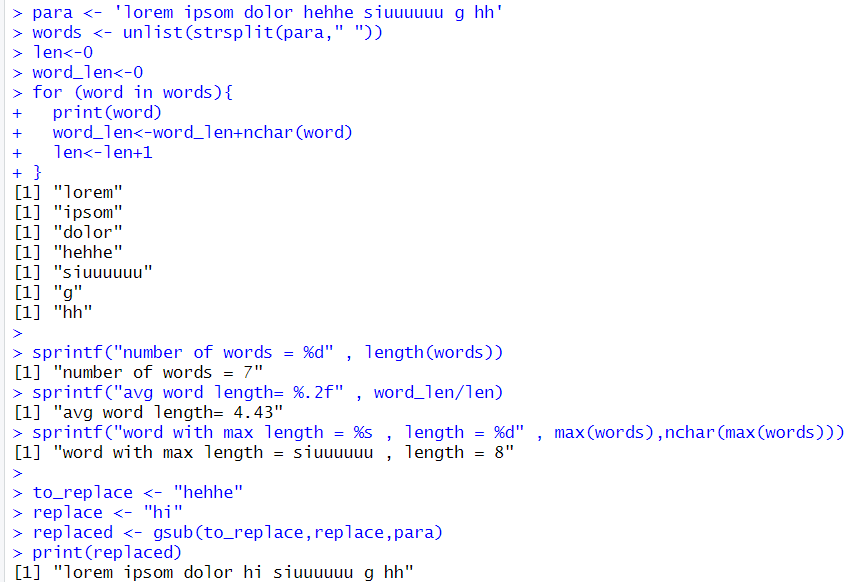 > para <- 'lorem ipsom dolor hehhe siuuuuuu g hh'
> words <- unlist(strsplit(para," "))
> len<-0
> word_len<-0
> for (word in words){
+   print(word)
+   word_len<-word_len+nchar(word)
+   len<-len+1
+ }
[1] "lorem"
[1] "ipsom"
[1] "dolor"
[1] "hehhe"
[1] "siuuuuuu"
[1] "g"
[1] "hh"
>
> sprintf("number of words = %d" , length(words))
[1] "number of words = 7"
> sprintf("avg word length= %.2f" , word_len/len)
[1] "avg word length= 4.43"
> sprintf("word with max length = %s , length = %d" , max(words),nchar(max(words)))
[1] "word with max length = siuuuuuu , length = 8"
>
> to_replace <- "hehhe"
> replace <- "hi"
> replaced <- gsub(to_replace,replace,para)
> print(replaced)
[1] "lorem ipsom dolor hi siuuuuuu g hh"